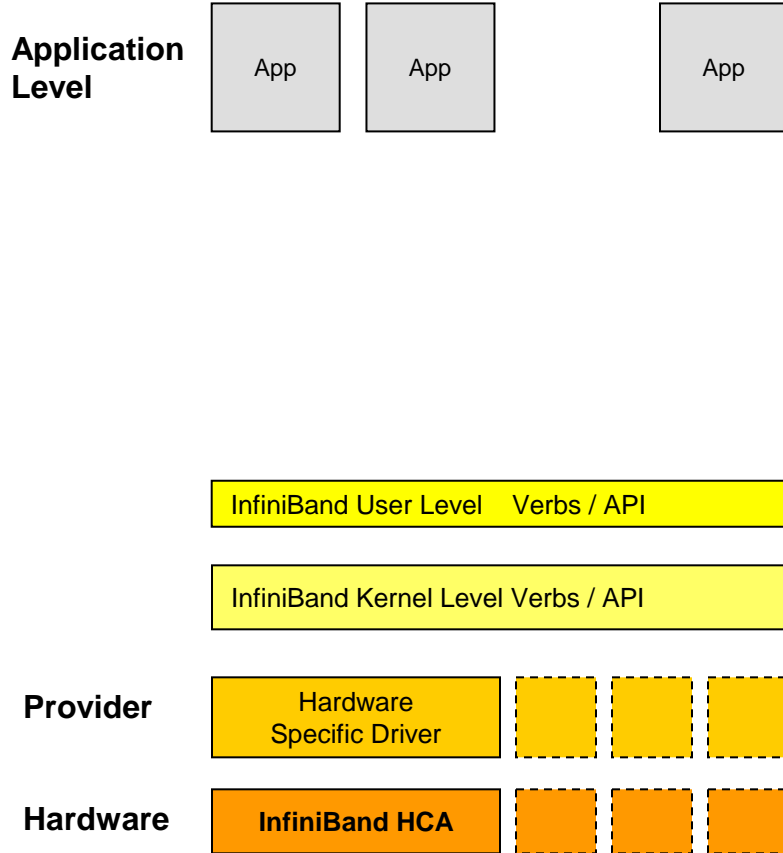 Application
Level
App
App
App
InfiniBand User Level    Verbs / API
InfiniBand Kernel Level Verbs / API
Provider
Hardware
Specific Driver
Hardware
InfiniBand HCA